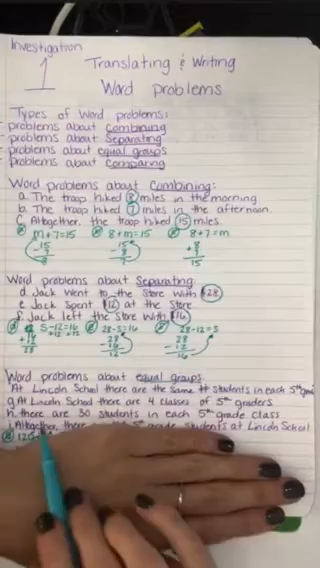 Investigation
1 Translating & Writing
Word problems
Types of Word problems:
problems about Combining
problems about Separating
problems about equal groups
problems about Comparing
Word problems about Combining:
a. The troop hiked 8 miles in the morning
b. The troop hiked 7 miles in the afternoon.
C. Altogether, the troop hiked 15 miles.
m+7=15 8+m=15 8+7=m
-15 15 +8
7 -8 7
8 7 15
Word problems about Separating:
d. Jack went to the Store with $28
e. Jack Spent $12 at the Store
f. Jack left the Store with $16
S-12=16 28-S=16 28-12=S
+12 +12
28 28
16 -12
28 12 16
Word problems about equal groups:
At Lincoln School there are the same # students in each 5th
g. At Lincoln School there are 4 classes of 5th graders
h. there are 30 students in each 5th grade class
i. Altogether, there 5th grade students at Lincoln School
120